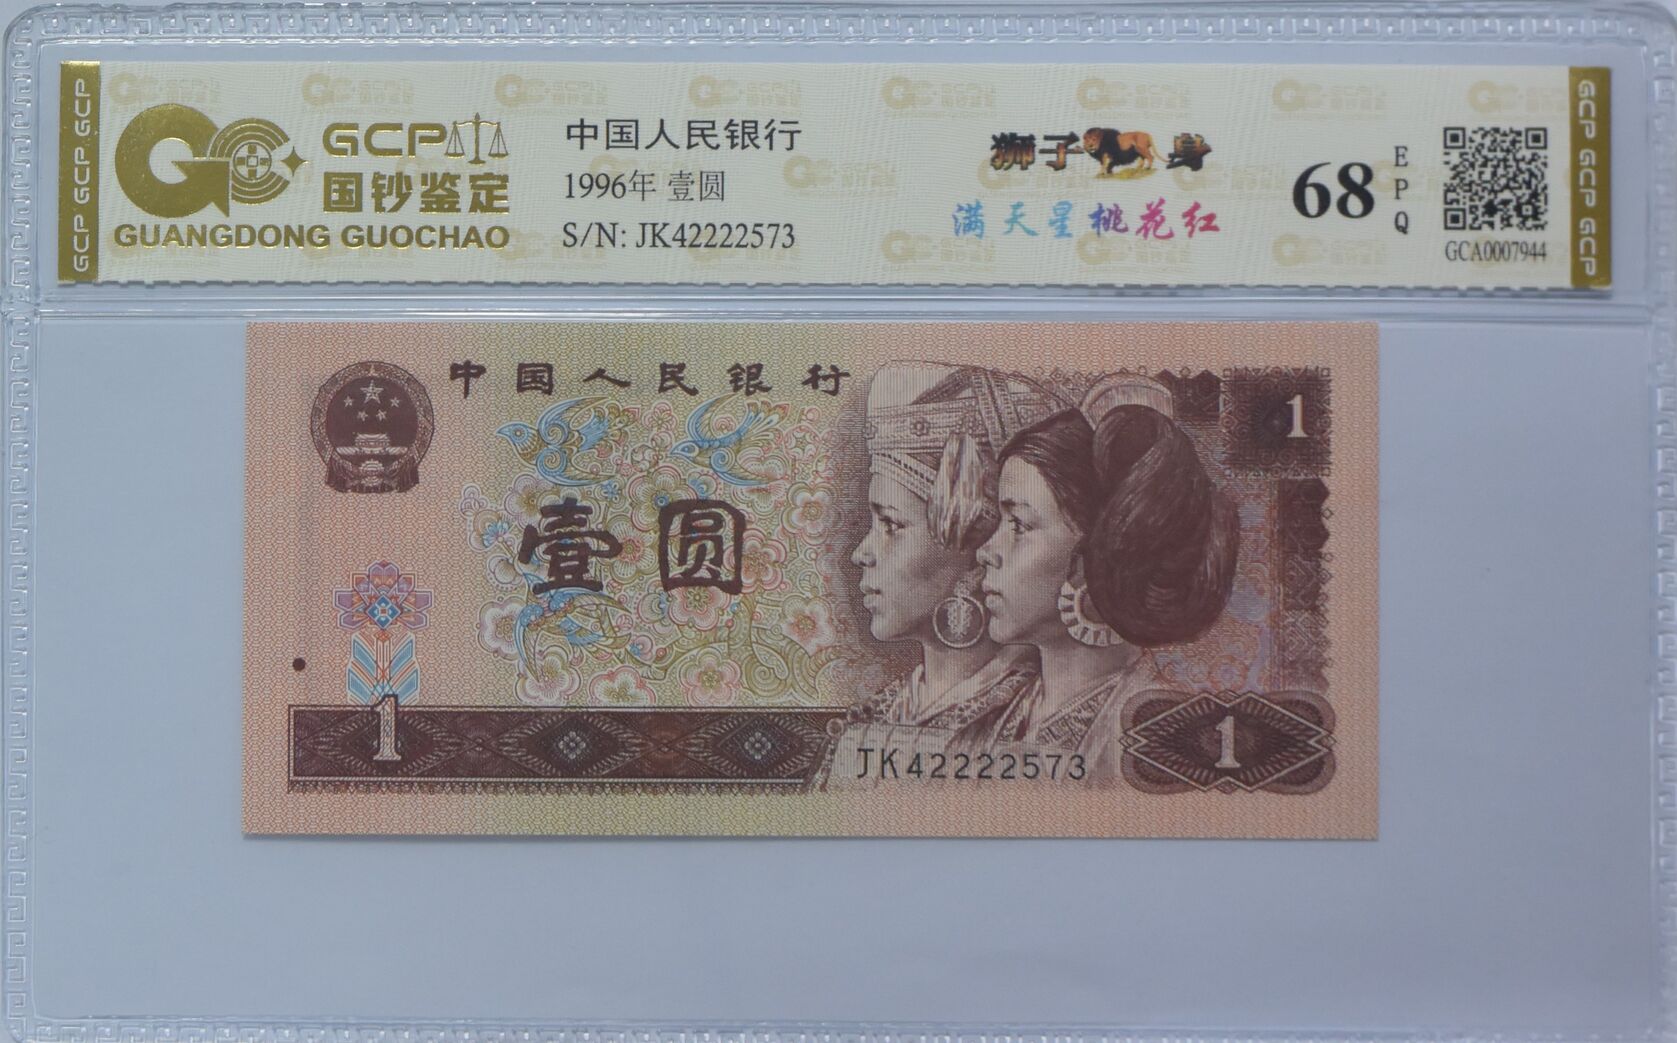 GCP GCP GCP
GCP
国钞鉴定
GUANGDONG GUOCHAO
中国人民银行
1996年 壹圆
S/N: JK42222573
狮子身
满天星桃花红
68
EPQ
GCA0007944
GCP GCP GCP
中国人民银行
1
壹圆
1
JK42222573
1